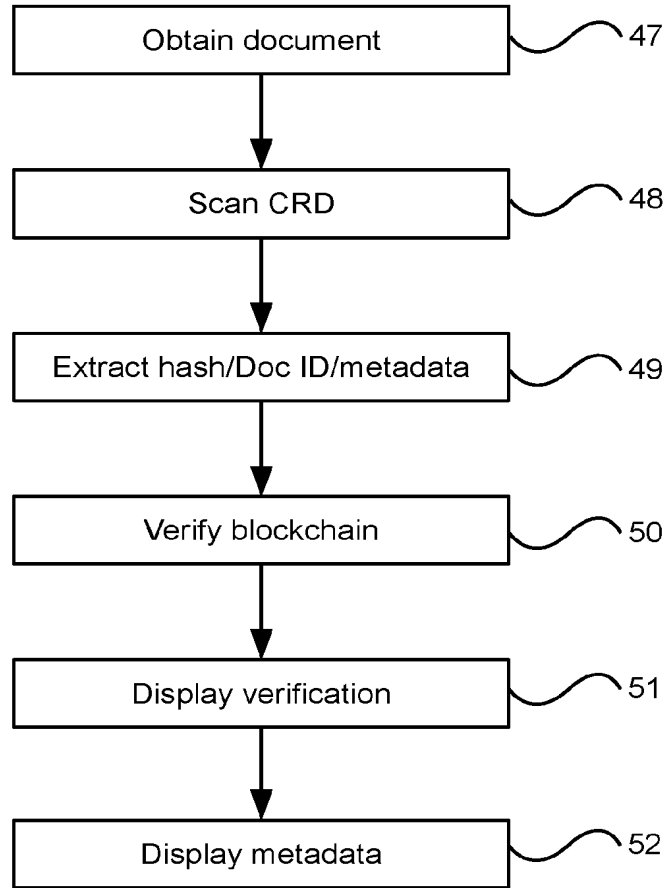 Obtain document
47
Scan CRD
48
Extract hash/Doc ID/metadata
49
Verify blockchain
50
Display verification
51
Display metadata
52